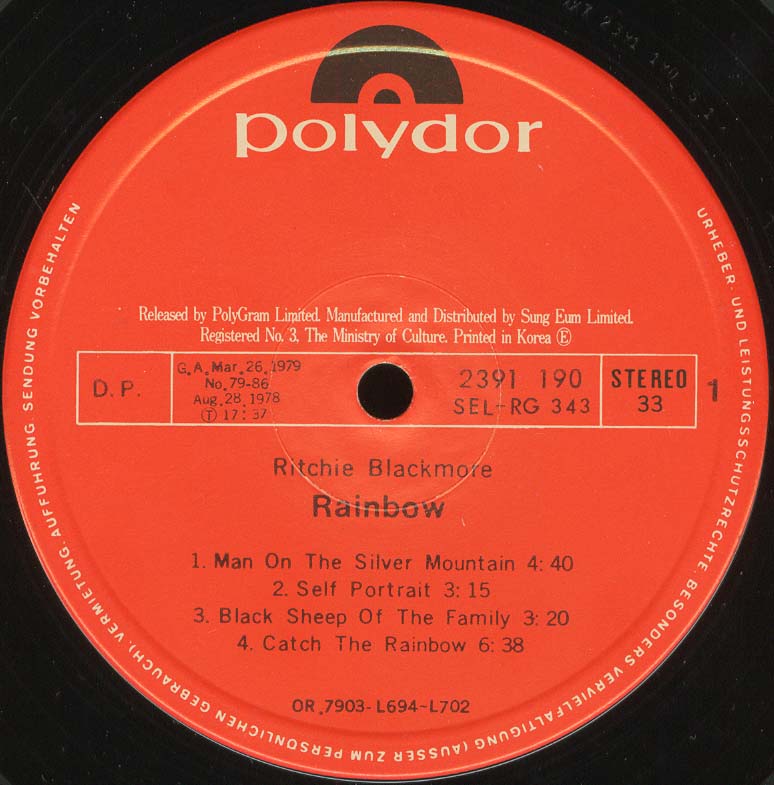 polydor
Released by PolyGram Limited. Manufactured and Distributed by Sung Eum Limited.
Registered No. 3, The Ministry of Culture. Printed in Korea Ⓔ
D.P.
G.A. Mar. 26, 1979
No. 79-86
Aug. 28, 1978
Ⓣ 17: 37
2391 190
SEL-RG 343
STEREO
33
1
Ritchie Blackmore
Rainbow
1. Man On The Silver Mountain 4: 40
2. Self Portrait 3: 15
3. Black Sheep Of The Family 3: 20
4. Catch The Rainbow 6: 38
OR. 7903-L694~L702
URHEBER- UND LEISTUNGSSCHUTZRECHTE, BESONDERS VERVIELFALTIGUNG (AUSSER ZUM PERSONLICHEN GEBRAUCH), VERMIETUNG, AUFFUHRUNG, SENDUNG VORBEHALTEN